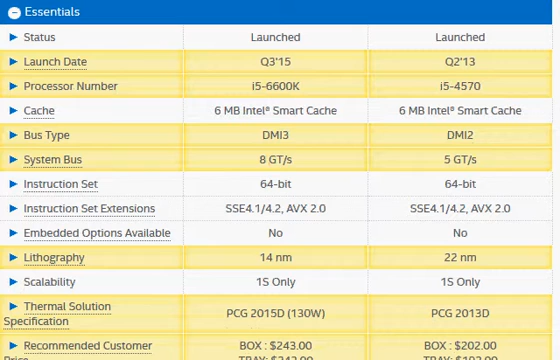 Essentials
Status Launched Launched
Launch Date Q3'15 Q2'13
Processor Number i5-6600K i5-4570
Cache 6 MB Intel® Smart Cache 6 MB Intel® Smart Cache
Bus Type DMI3 DMI2
System Bus 8 GT/s 5 GT/s
Instruction Set 64-bit 64-bit
Instruction Set Extensions SSE4.1/4.2, AVX 2.0 SSE4.1/4.2, AVX 2.0
Embedded Options Available No No
Lithography 14 nm 22 nm
Scalability 1S Only 1S Only
Thermal Solution
Specification PCG 2015D (130W) PCG 2013D
Recommended Customer BOX : $243.00 BOX : $202.00